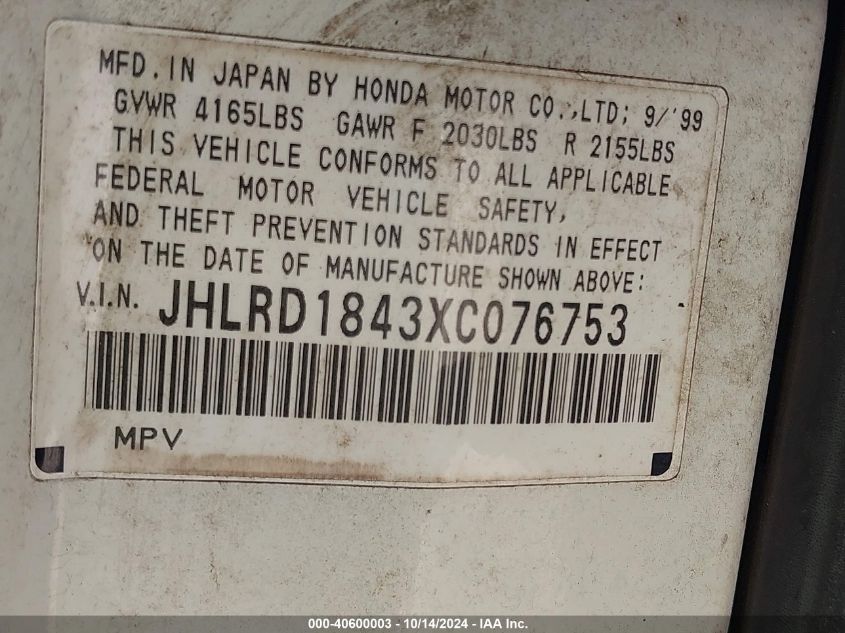 MFD. IN JAPAN BY HONDA MOTOR CO.,LTD; 9/'99
GVWR 4165LBS GAWR F 2030LBS R 2155LBS
THIS VEHICLE CONFORMS TO ALL APPLICABLE
FEDERAL MOTOR VEHICLE SAFETY,
AND THEFT PREVENTION STANDARDS IN EFFECT
ON THE DATE OF MANUFACTURE SHOWN ABOVE:
V.I.N. JHLRD1843XC076753
MPV
000-40600003 - 10/14/2024 - IAA Inc.